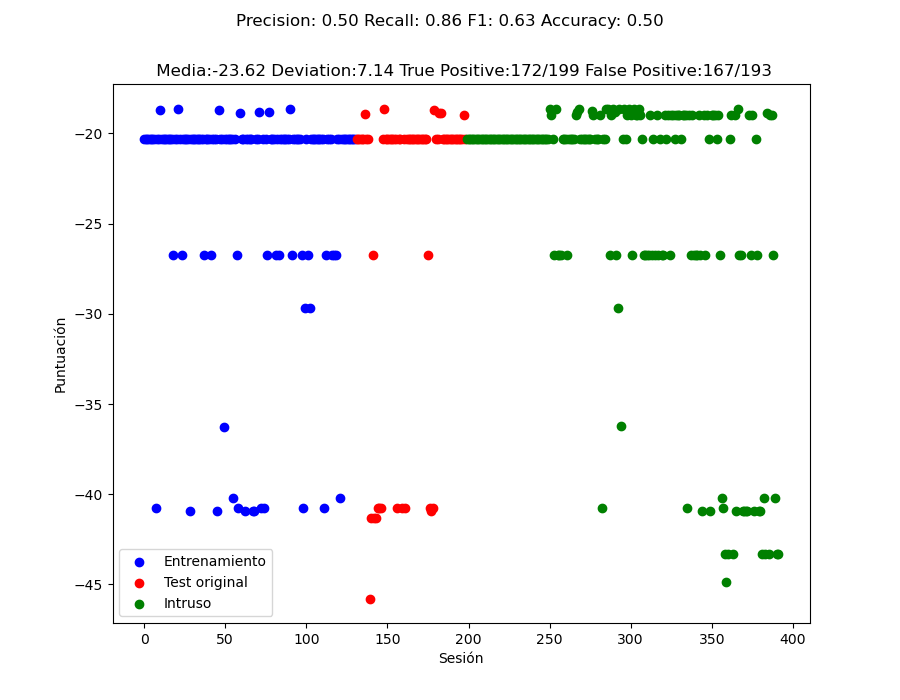 Precision: 0.50 Recall: 0.86 F1: 0.63 Accuracy: 0.50
Media:-23.62 Deviation:7.14 True Positive:172/199 False Positive:167/193
−20
−25
−30
−35
−40
−45
Puntuación
Entrenamiento
Test original
Intruso
0 50 100 150 200 250 300 350 400
Sesión